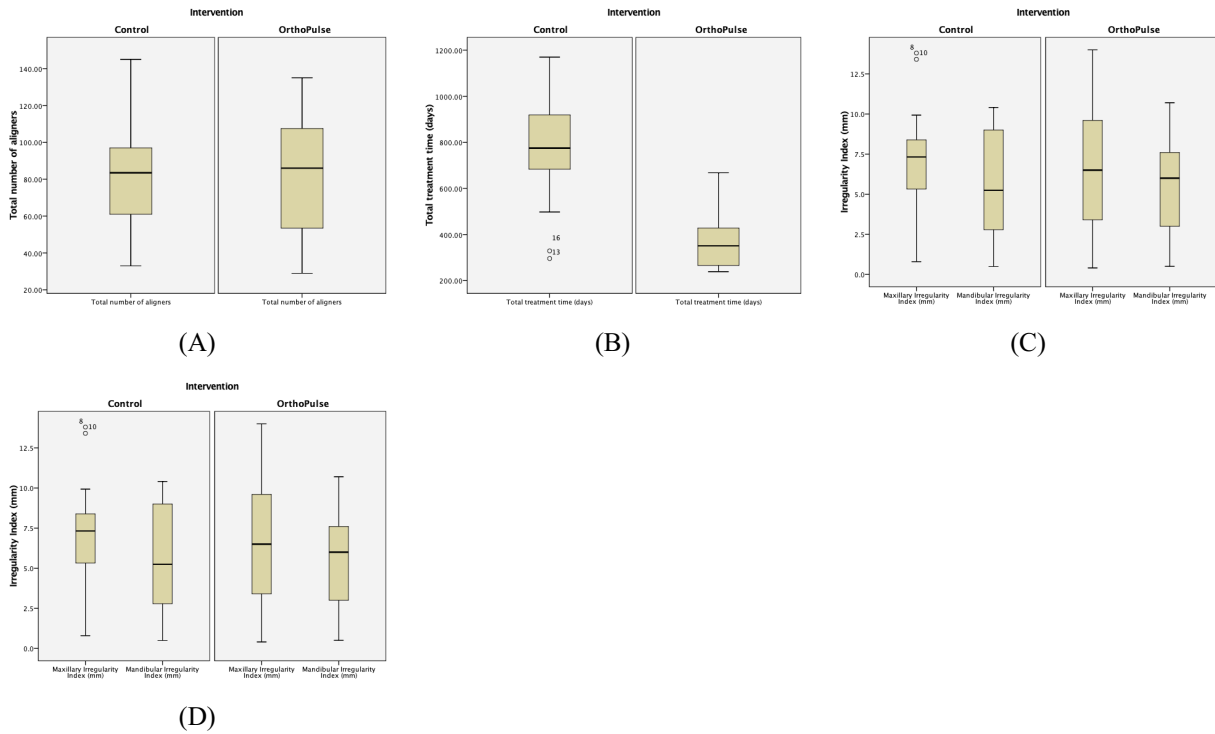 Intervention
Control OrthoPulse
Total number of aligners
140.00
120.00
100.00
80.00
60.00
40.00
20.00
Total number of aligners Total number of aligners
(A)
Intervention
Control OrthoPulse
Total treatment time (days)
1200.00
1000.00
800.00
600.00
400.00
200.00
16
13
Total treatment time (days) Total treatment time (days)
(B)
Intervention
Control OrthoPulse
Irregularity Index (mm)
12.5
10.0
7.5
5.0
2.5
0.0
8
10
Maxillary Irregularity Mandibular Irregularity Maxillary Irregularity Mandibular Irregularity
Index (mm) Index (mm) Index (mm) Index (mm)
(C)
Intervention
Control OrthoPulse
Irregularity Index (mm)
12.5
10.0
7.5
5.0
2.5
0.0
8
10
Maxillary Irregularity Mandibular Irregularity Maxillary Irregularity Mandibular Irregularity
Index (mm) Index (mm) Index (mm) Index (mm)
(D)